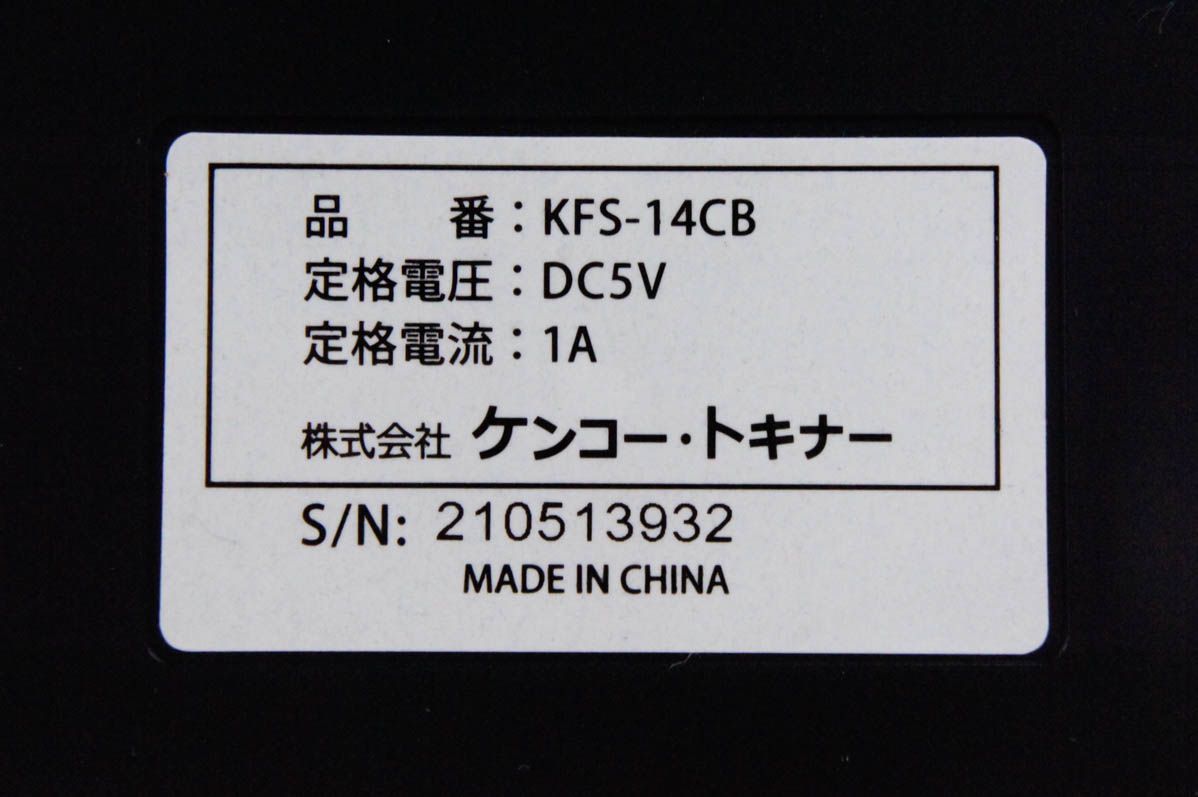 品　　番：KFS-14CB
定格電圧：DC5V
定格電流：1A
株式会社 ケンコー・トキナー
S/N: 210513932
MADE IN CHINA